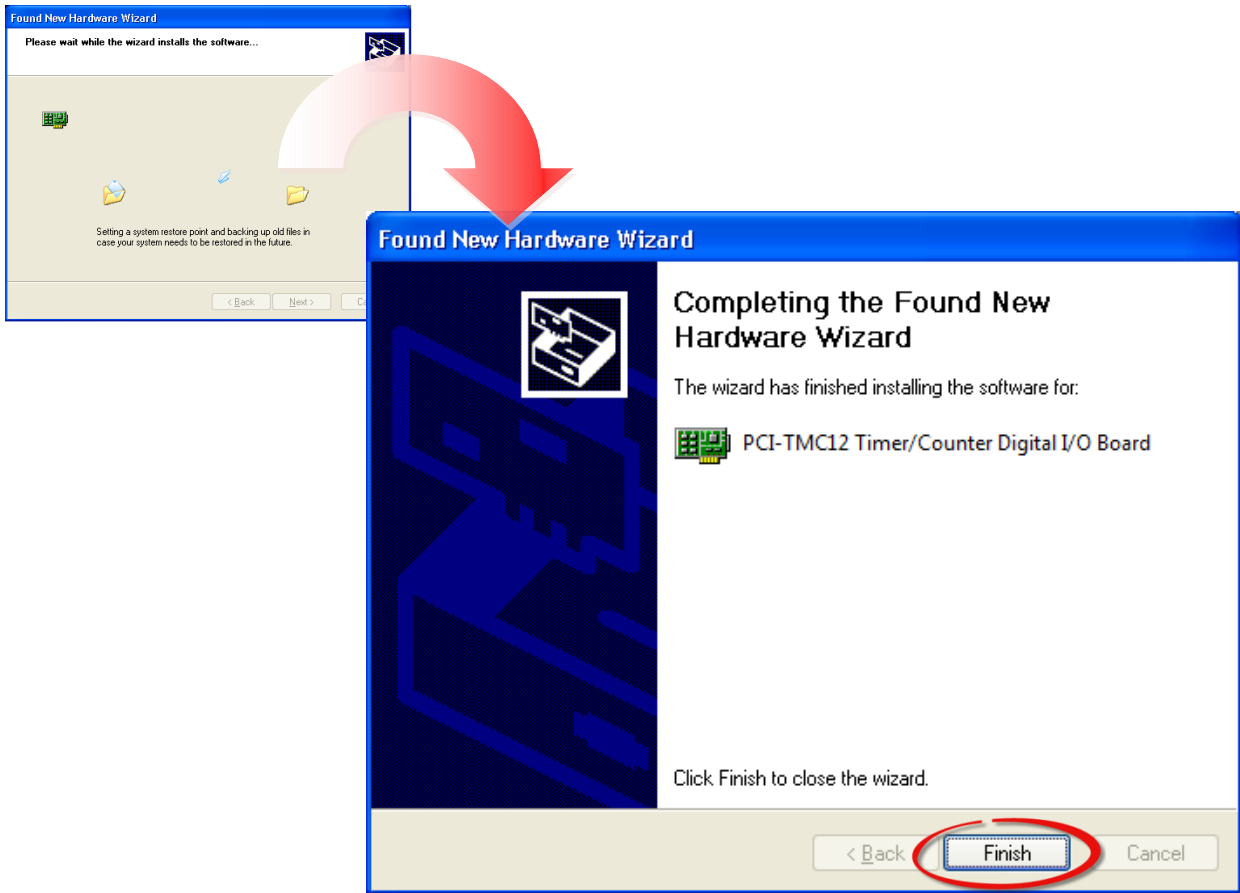 Found New Hardware Wizard
Please wait while the wizard installs the software...
Setting a system restore point and backing up old files in
case your system needs to be restored in the future.
< Back Next >
Found New Hardware Wizard
Completing the Found New
Hardware Wizard
The wizard has finished installing the software for:
PCI-TMC12 Timer/Counter Digital I/O Board
Click Finish to close the wizard.
< Back Finish Cancel